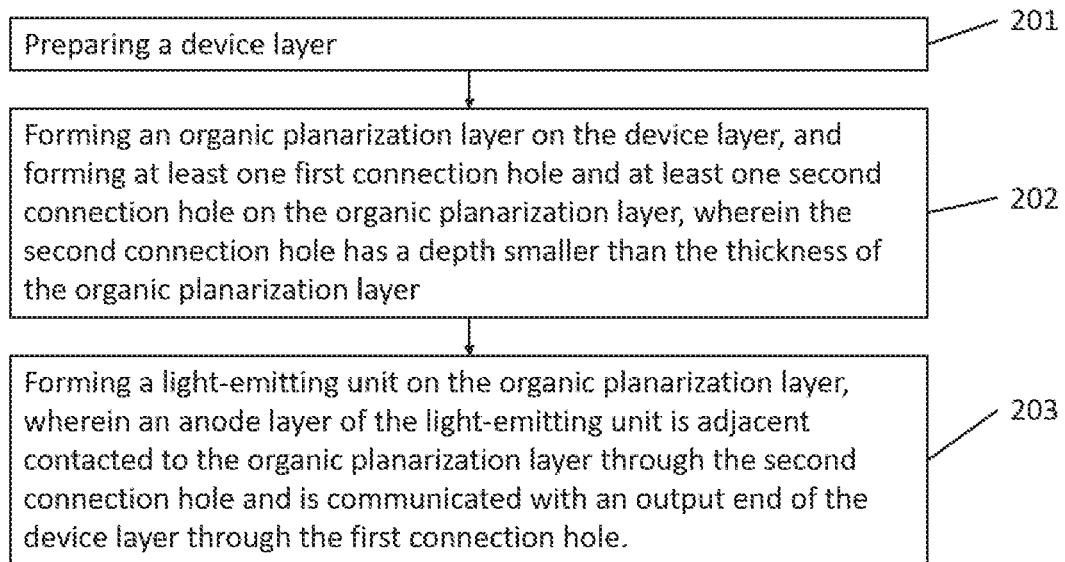 Preparing a device layer
201
Forming an organic planarization layer on the device layer, and
forming at least one first connection hole and at least one second
connection hole on the organic planarization layer, wherein the
second connection hole has a depth smaller than the thickness of
the organic planarization layer
202
Forming a light-emitting unit on the organic planarization layer,
wherein an anode layer of the light-emitting unit is adjacent
contacted to the organic planarization layer through the second
connection hole and is communicated with an output end of the
device layer through the first connection hole.
203